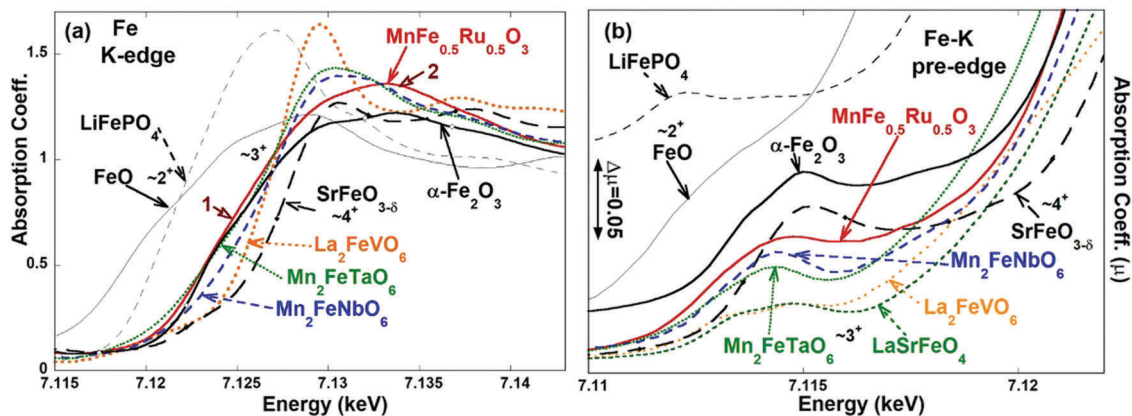 (a)
Fe
K-edge
MnFe0.5Ru0.5O3
2
LiFePO4
~3+
FeO
~2+
1
α-Fe2O3
SrFeO3-δ
~4+
La2FeVO6
Mn2FeTaO6
Mn2FeNbO6
Absorption Coeff.
1.5
1
0.5
0
7.115
7.12
7.125
7.13
7.135
7.14
Energy (keV)
(b)
Fe-K
pre-edge
LiFePO4
~2+
MnFe0.5Ru0.5O3
FeO
α-Fe2O3
Δμ=0.05
~4+
SrFeO3-δ
Mn2FeNbO6
La2FeVO6
Mn2FeTaO6
~3+
LaSrFeO4
Absorption Coeff. (μ)
7.11
7.115
7.12
Energy (keV)